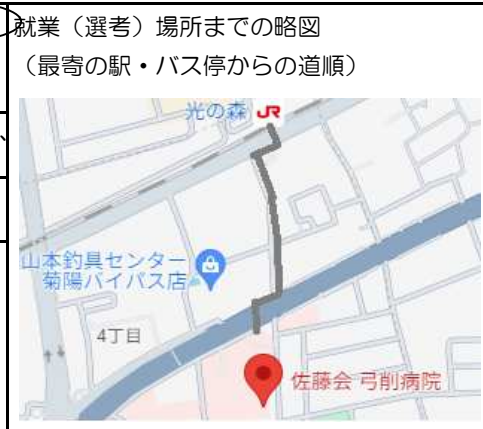 就業（選考）場所までの略図
（最寄の駅・バス停からの道順）
光の森 JR
山本釣具センター
菊陽バイパス店
4丁目
佐藤会 弓削病院